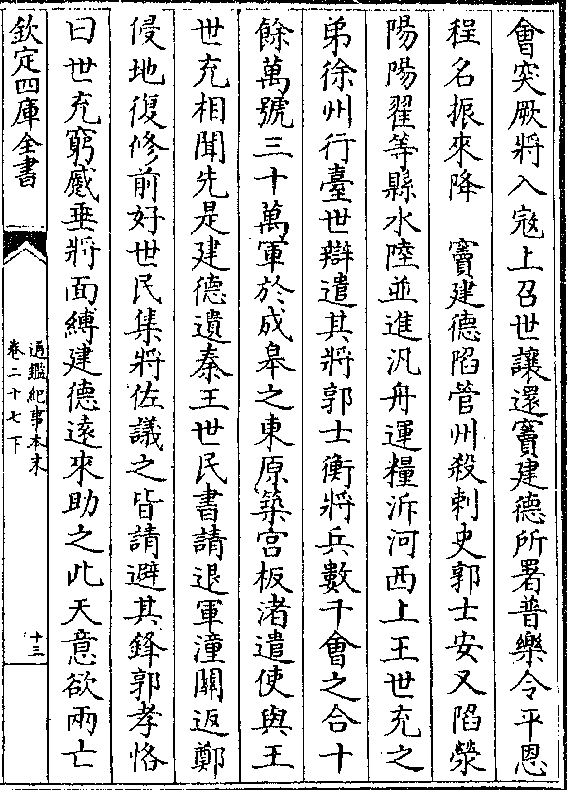 會突厥將入寇上召世讓還竇建德所署普樂令平恩
程名振來降　竇建德陷管州殺刺史郭士安又陷滎
陽陽翟等縣水陸並進汎舟運糧泝河西上王世充之
弟徐州行臺世辯遣其將郭士衡將兵數千會之合十
餘萬號三十萬軍於成皋之東原築宫板渚遣使與王
世充相聞先是建德遺秦王世民書請退軍潼關返鄭
侵地復修前好世民集將佐議之皆請避其鋒郭孝恪
曰世充窮蹙垂將面縛建德逺來助之此天意欲兩亡
欽定四庫全書
通鑑紀事本末
卷二十七下
十三